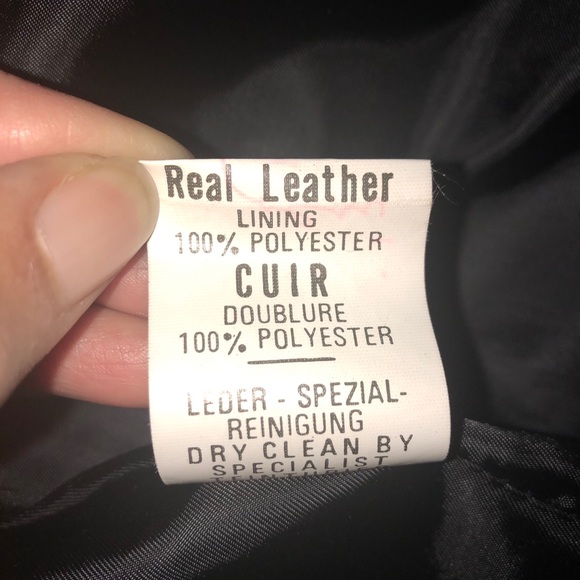 Real Leather
LINING
100% POLYESTER
CUIR
DOUBLURE
100% POLYESTER
LEDER - SPEZIAL-
REINIGUNG
DRY CLEAN BY
SPECIALIST